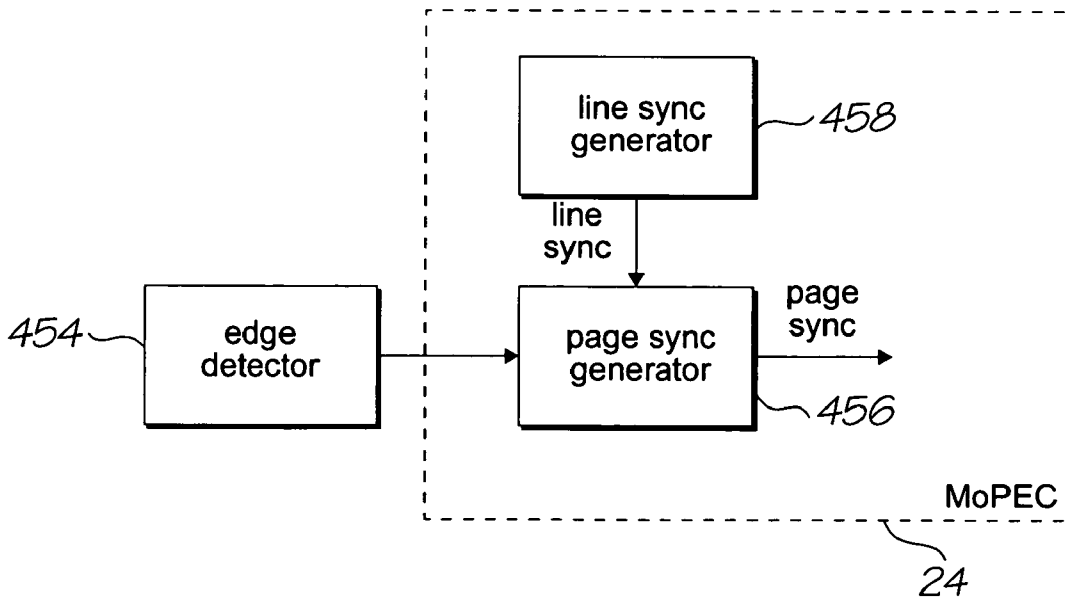 line sync
generator
458
line
sync
454
edge
detector
page sync
generator
page
sync
456
MoPEC
24